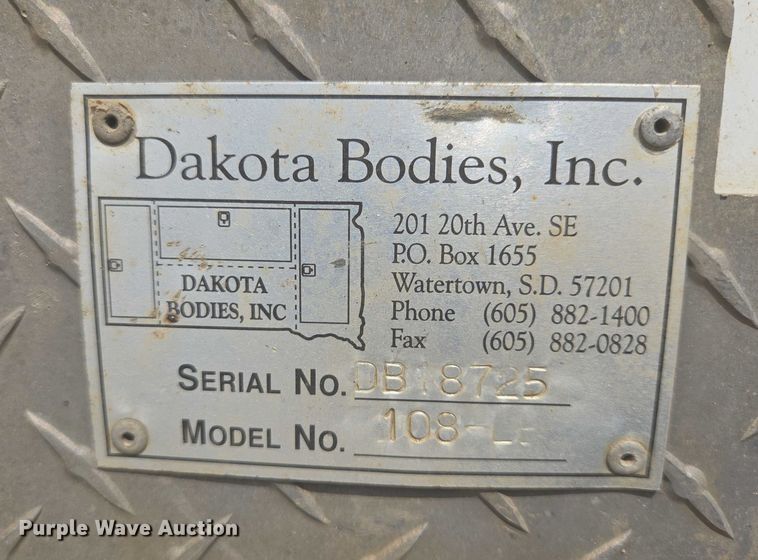 Dakota Bodies, Inc.
DAKOTA
BODIES, INC
201 20th Ave. SE
P.O. Box 1655
Watertown, S.D. 57201
Phone (605) 882-1400
Fax (605) 882-0828
SERIAL NO. DB18725
MODEL NO.
Purple Wave Auction